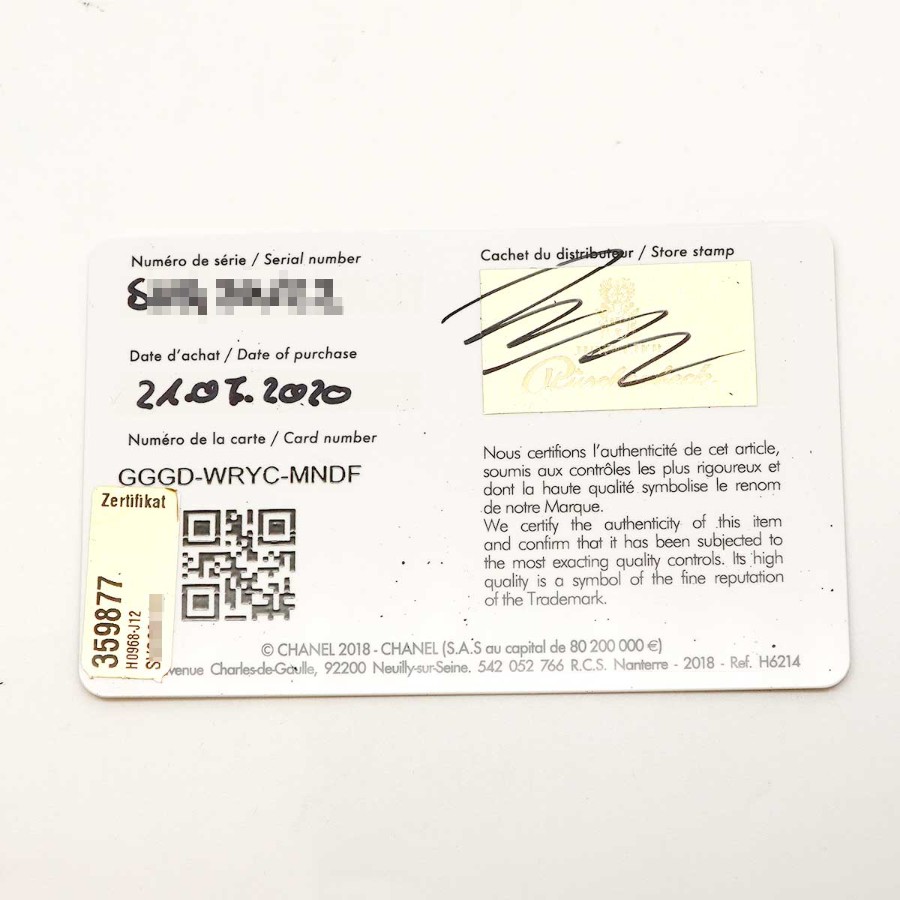 Numéro de série / Serial number
Date d'achat / Date of purchase
21.07.2020
Numéro de la carte / Card number
GGGD-WRYC-MNDF
Zertifikat
359877
H0968-J12
Cachet du distributeur / Store stamp
Nous certifions l'authenticité de cet article,
soumis aux contrôles les plus rigoureux et
dont la haute qualité symbolise le renom
de notre Marque.
We certify the authenticity of this item
and confirm that it has been subjected to
the most exacting quality controls. Its high
quality is a symbol of the fine reputation
of the Trademark.
© CHANEL 2018 - CHANEL (S.A.S au capital de 80 200 000 €)
Charles-de-Gaulle, 92200 Neuilly-sur-Seine. 542 052 766 R.C.S. Nanterre - 2018 - Ref. H6214